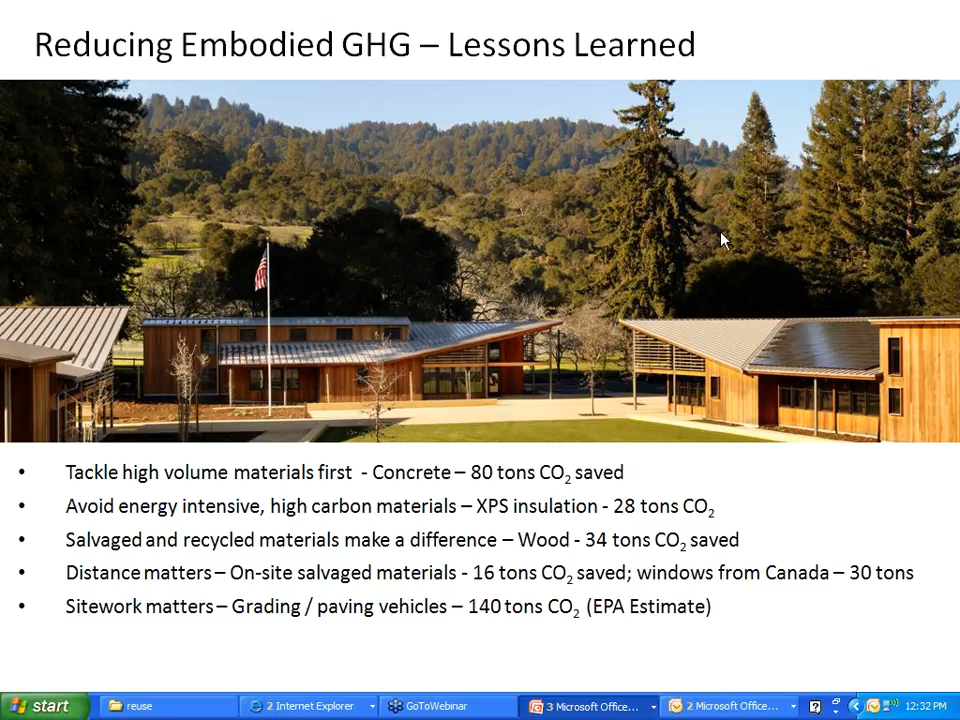 Reducing Embodied GHG – Lessons Learned
• Tackle high volume materials first - Concrete – 80 tons CO2 saved
• Avoid energy intensive, high carbon materials – XPS insulation - 28 tons CO2
• Salvaged and recycled materials make a difference – Wood - 34 tons CO2 saved
• Distance matters – On-site salvaged materials - 16 tons CO2 saved; windows from Canada – 30 tons
• Sitework matters – Grading / paving vehicles – 140 tons CO2 (EPA Estimate)
start reuse 2 Internet Explorer GoToWebinar 3 Microsoft Office... 2 Microsoft Office... 12:32 PM